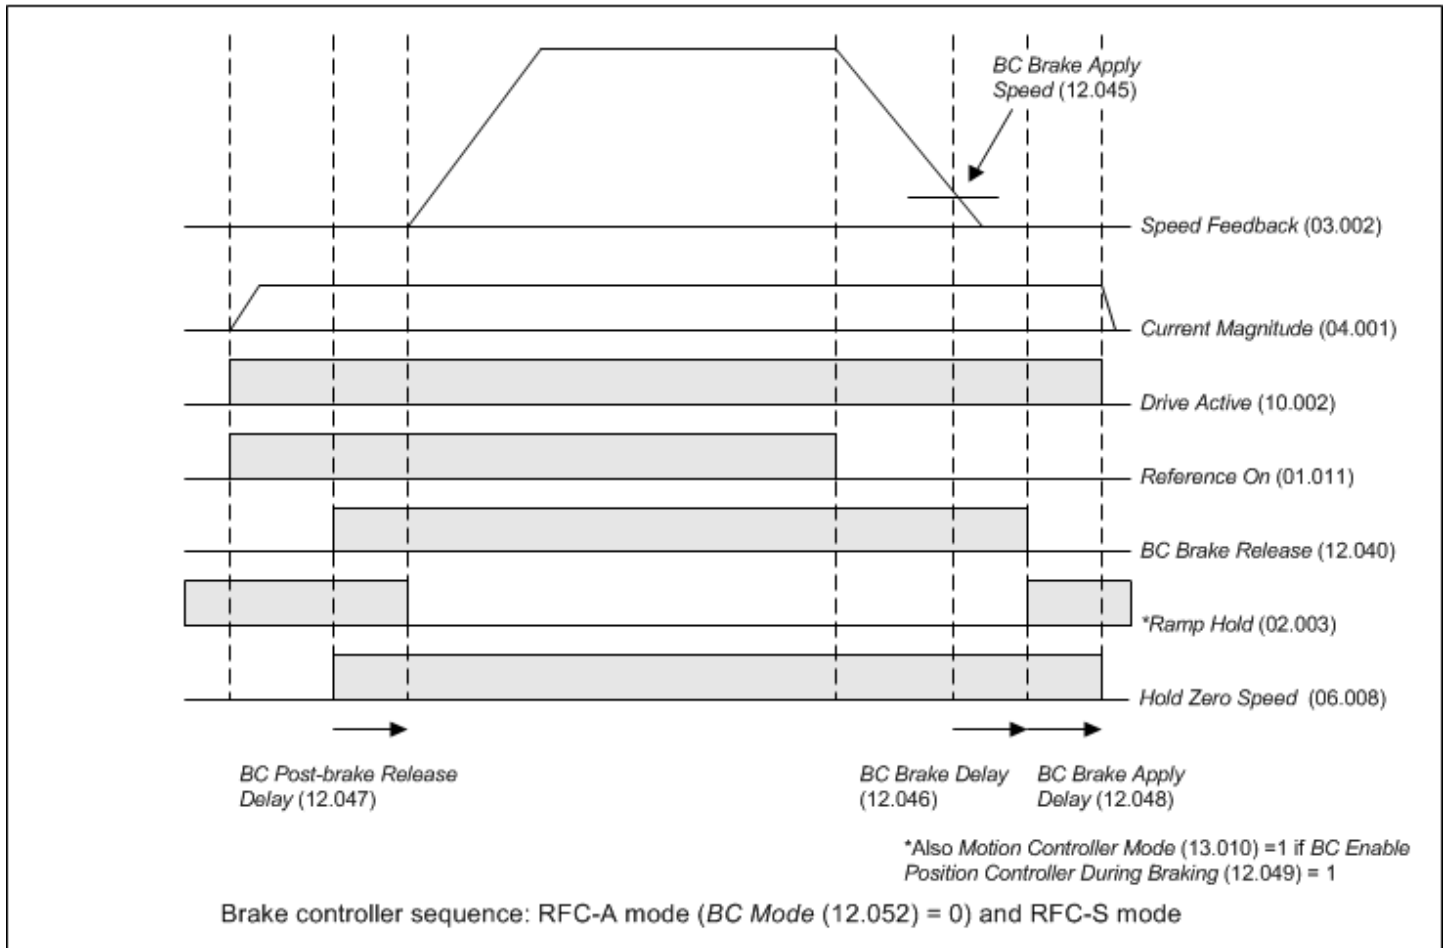 BC Brake Apply
Speed (12.045)
Speed Feedback (03.002)
Current Magnitude (04.001)
Drive Active (10.002)
Reference On (01.011)
BC Brake Release (12.040)
*Ramp Hold (02.003)
Hold Zero Speed (06.008)
BC Post-brake Release
Delay (12.047)
BC Brake Delay
(12.046)
BC Brake Apply
Delay (12.048)
*Also Motion Controller Mode (13.010) =1 if BC Enable
Position Controller During Braking (12.049) = 1
Brake controller sequence: RFC-A mode (BC Mode (12.052) = 0) and RFC-S mode